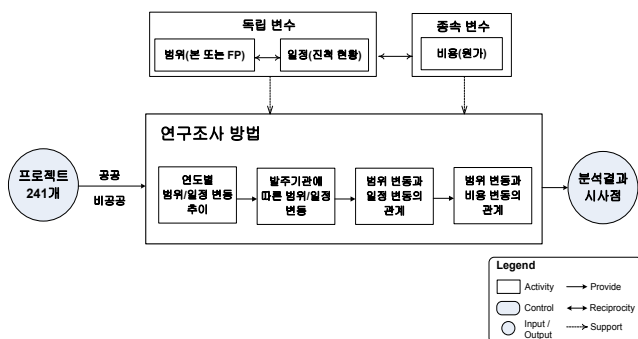 독립 변수
종속 변수
범위(본 또는 FP)
일정(진척 현황)
비용(원가)
연구조사 방법
프로젝트
241개
공공
비공공
연도별
범위/일정 변동
추이
발주기관에
따른 범위/일정
변동
범위 변동과
일정 변동의
관계
범위 변동과
비용 변동의
관계
분석결과
시사점
Legend
Activity
Provide
Control
Reciprocity
Input /
Output
Support